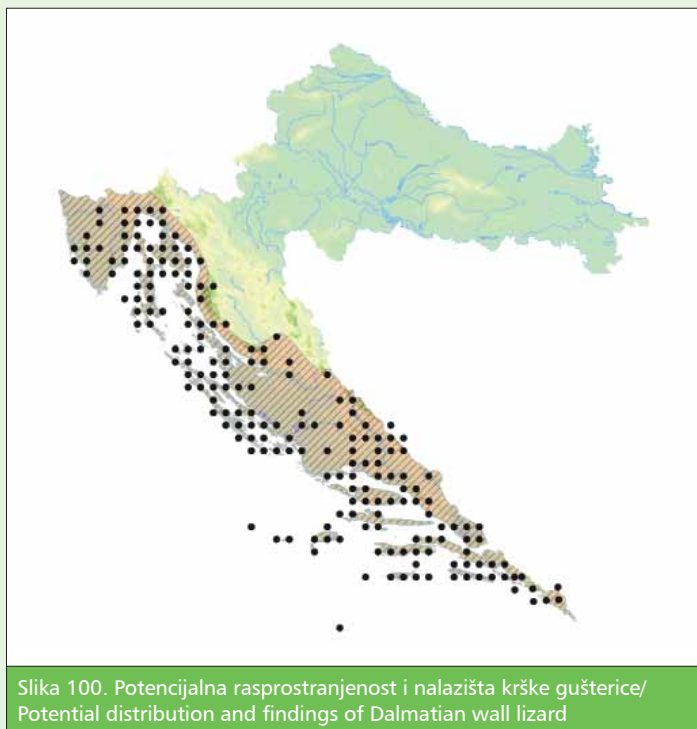 Slika 100. Potencijalna rasprostranjenost i nalazišta krške gušterice/
Potential distribution and findings of Dalmatian wall lizard